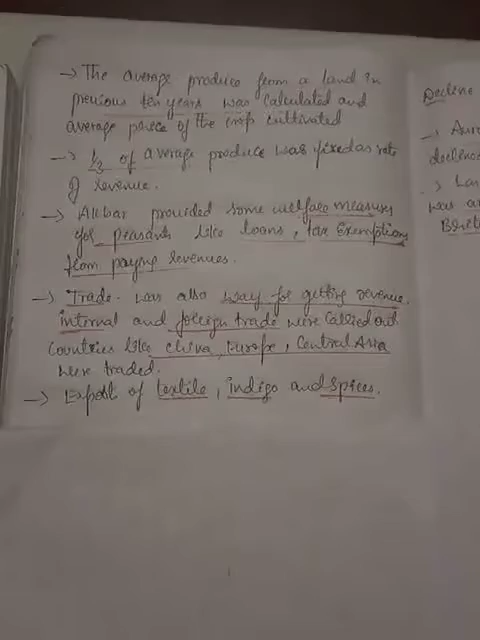 → The average produce from a land in
previous ten years was calculated and
average price of the crop cultivated
→ 1/3 of average produce was fixed as rate
of revenue.
→ Akbar provided some welfare measures
for peasants like loans, tax exemptions
from paying revenues.
→ Trade was also way for getting revenue.
internal and foreign trade were carried out
countries like china, Europe, Central Asia
were traded.
→ Export of textile, indigo and spices.
Decline
→
decline
→
was